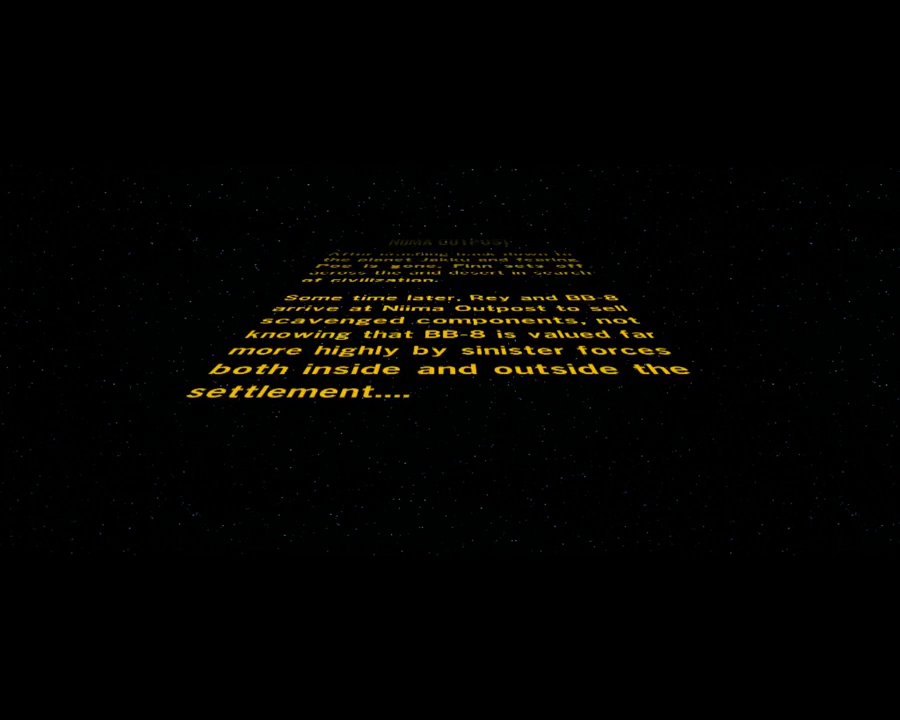 NIIMA OUTPOST
After crashing back down to
the planet Jakku and fearing
Poe is gone, Finn sets off
across the arid desert in search
of civilization.
Some time later, Rey and BB-8
arrive at Niima Outpost to sell
scavenged components, not
knowing that BB-8 is valued far
more highly by sinister forces
both inside and outside the
settlement....